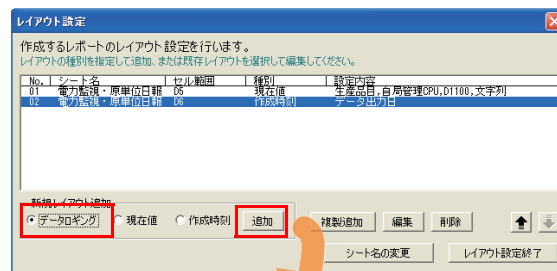 レイアウト設定
作成するレポートのレイアウト設定を行います。
レイアウトの種別を指定して追加、または既存レイアウトを選択して編集してください。
No. シート名 セル範囲 種別 設定内容
01 電力監視・原単位日報 D5 現在値 生産品目,自局管理CPU,D1100,文字列
02 電力監視・原単位日報 D6 作成時刻 データ出力日
新規レイアウト追加
データロギング 現在値 作成時刻 追加 複製追加 編集 削除
シート名の変更 レイアウト設定終了